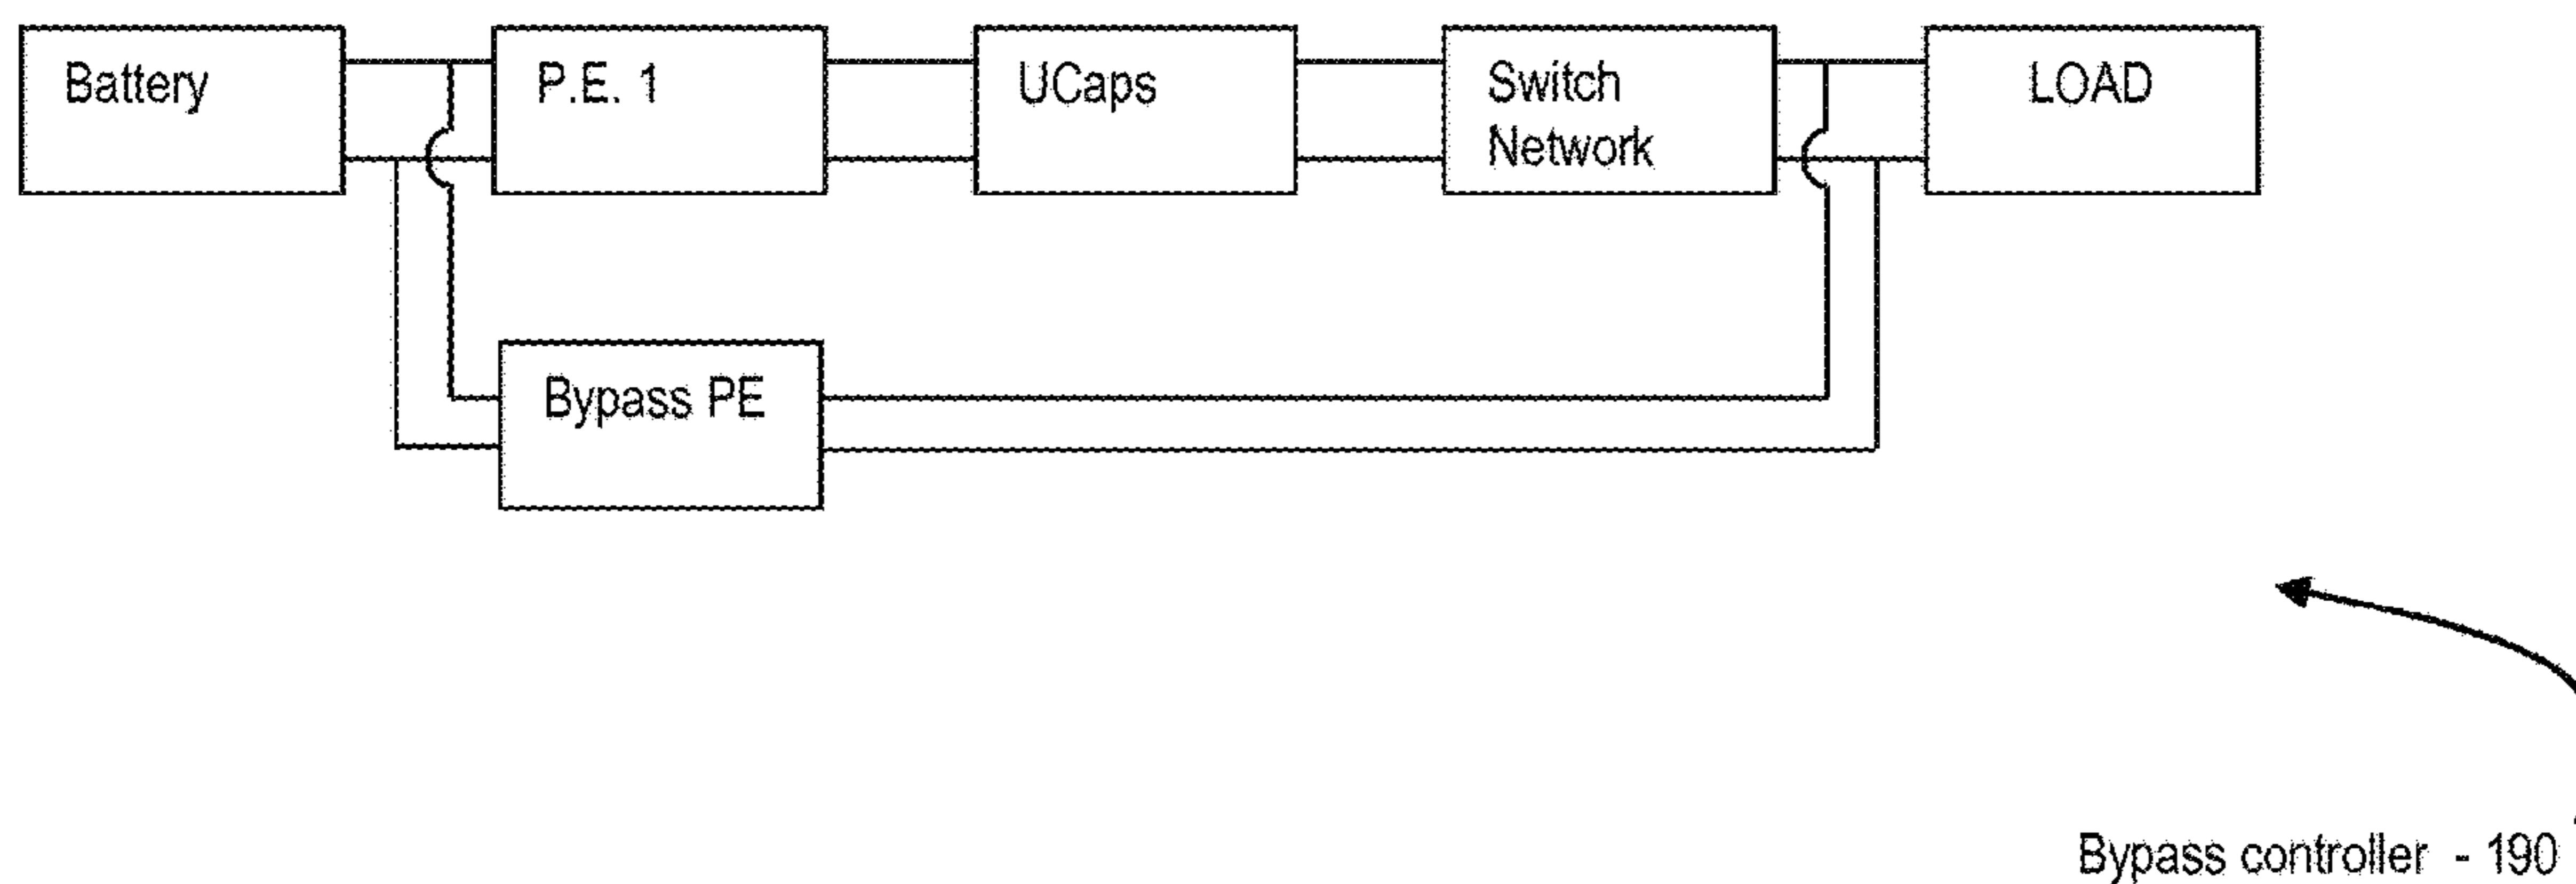 Battery
P.E. 1
UCaps
Switch
Network
LOAD
Bypass PE
Bypass controller - 190